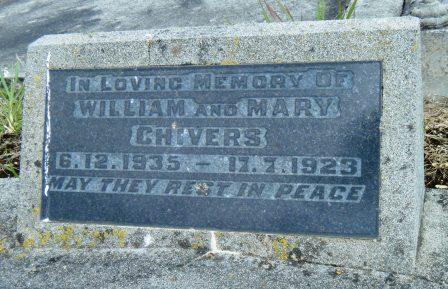 IN LOVING MEMORY OF
WILLIAM AND MARY
CHIVERS
6.12.1935 - 17.7.1923
MAY THEY REST IN PEACE